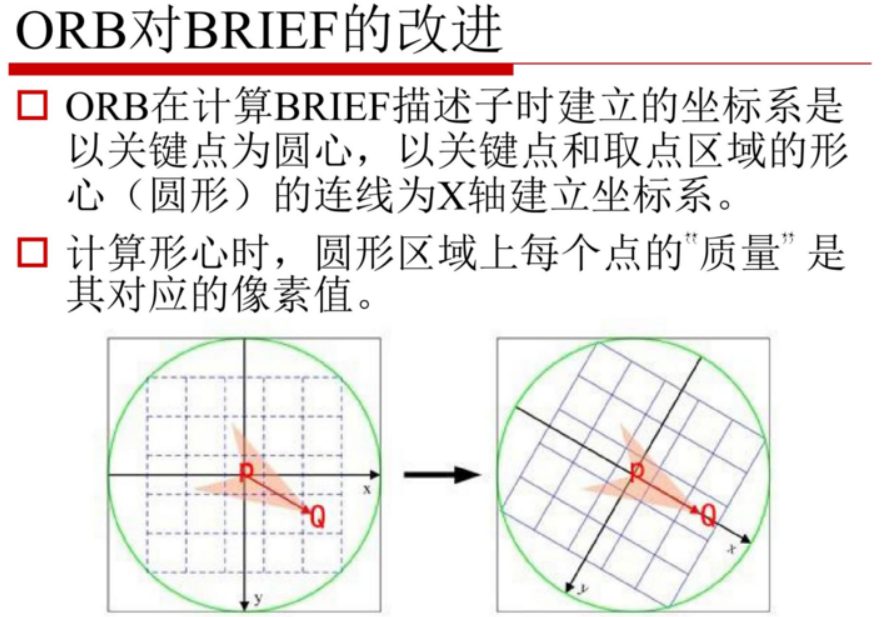 ORB对BRIEF的改进
ORB在计算BRIEF描述子时建立的坐标系是
以关键点为圆心，以关键点和取点区域的形
心（圆形）的连线为X轴建立坐标系。
计算形心时，圆形区域上每个点的“质量”是
其对应的像素值。
P
Q
x
y
P
Q
x
y